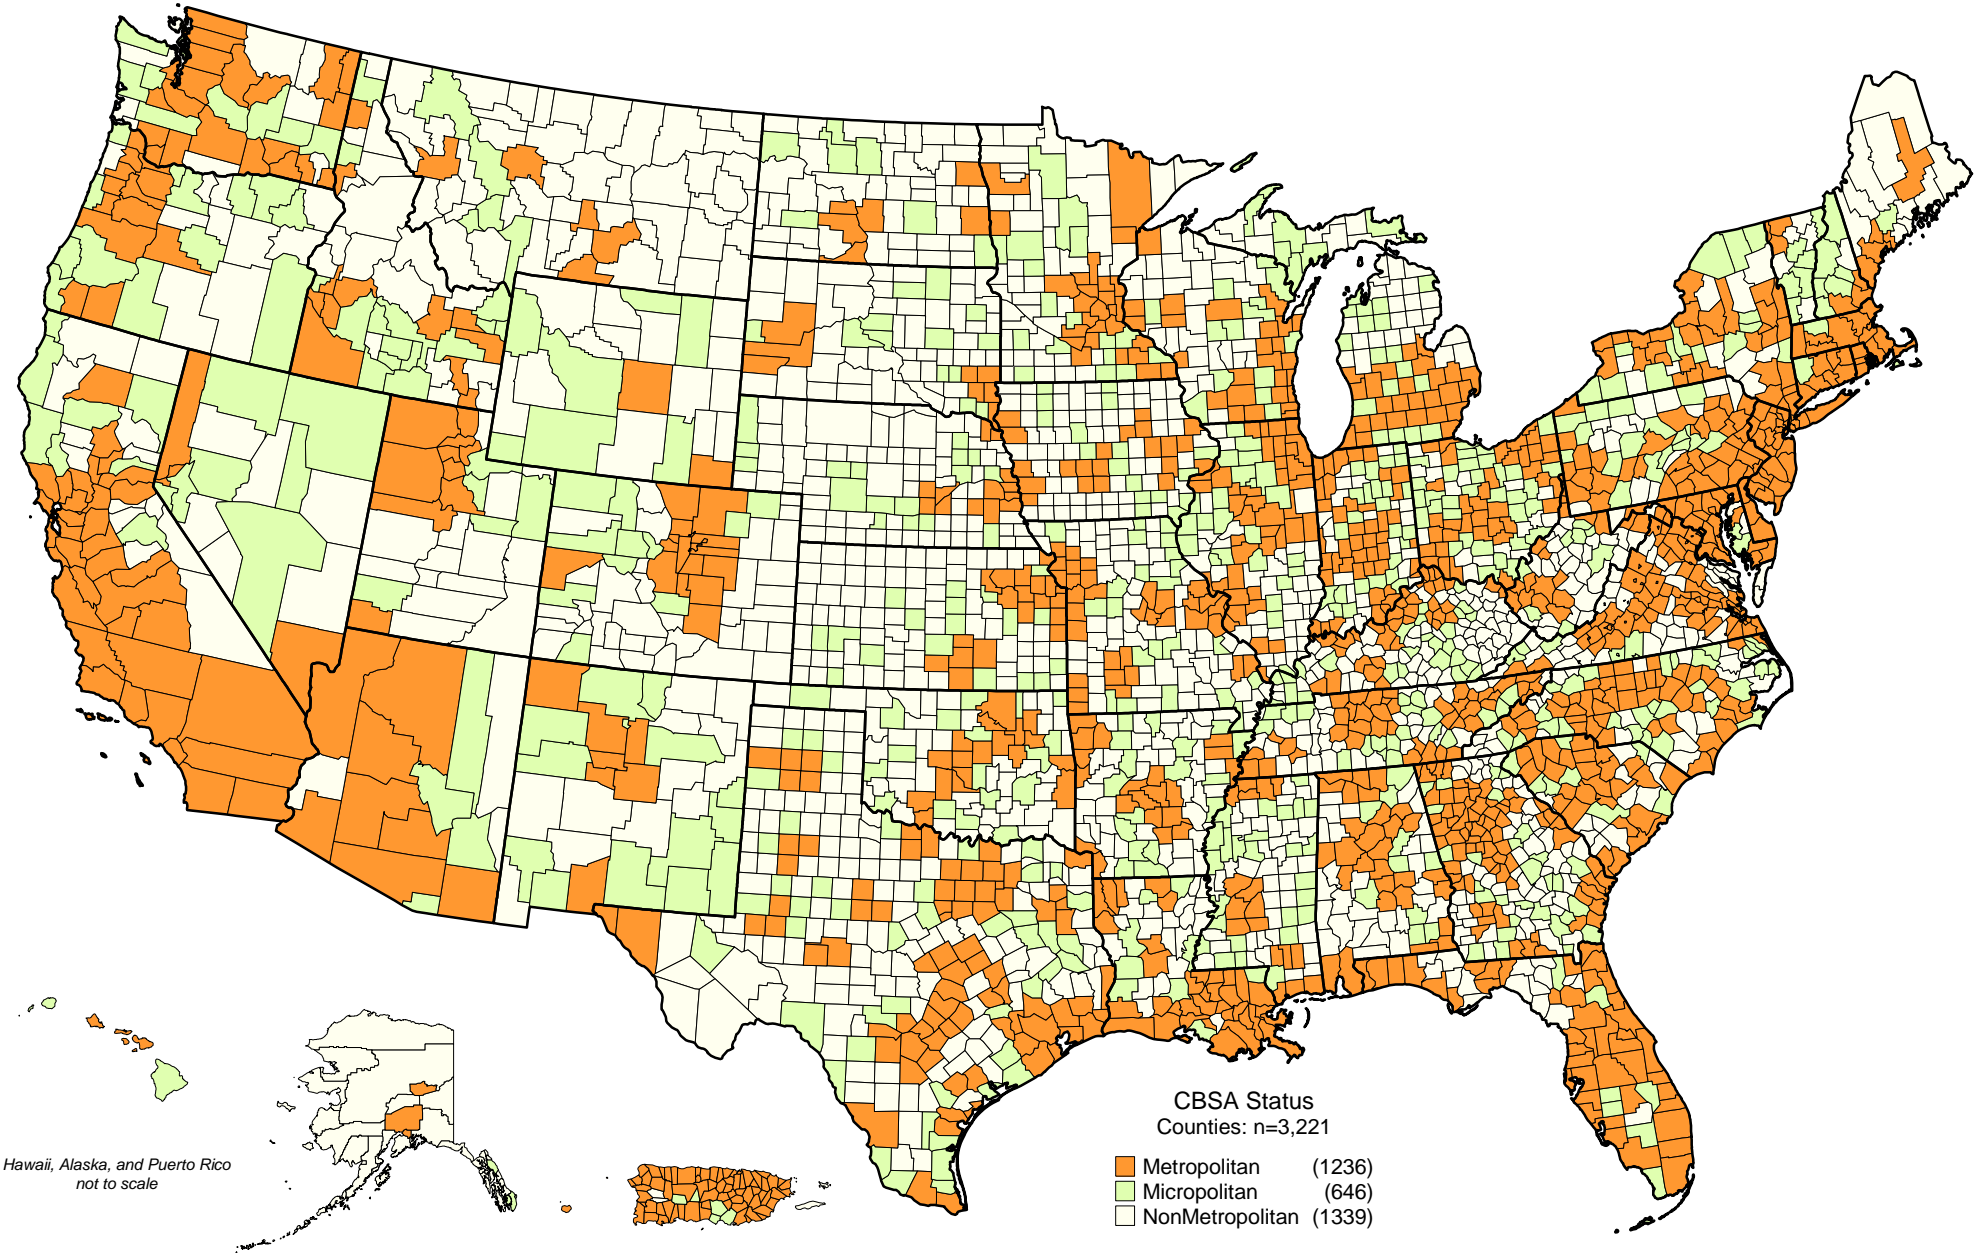 CBSA Status
Counties: n=3,221
Metropolitan (1236)
Micropolitan (646)
NonMetropolitan (1339)
Hawaii, Alaska, and Puerto Rico
not to scale